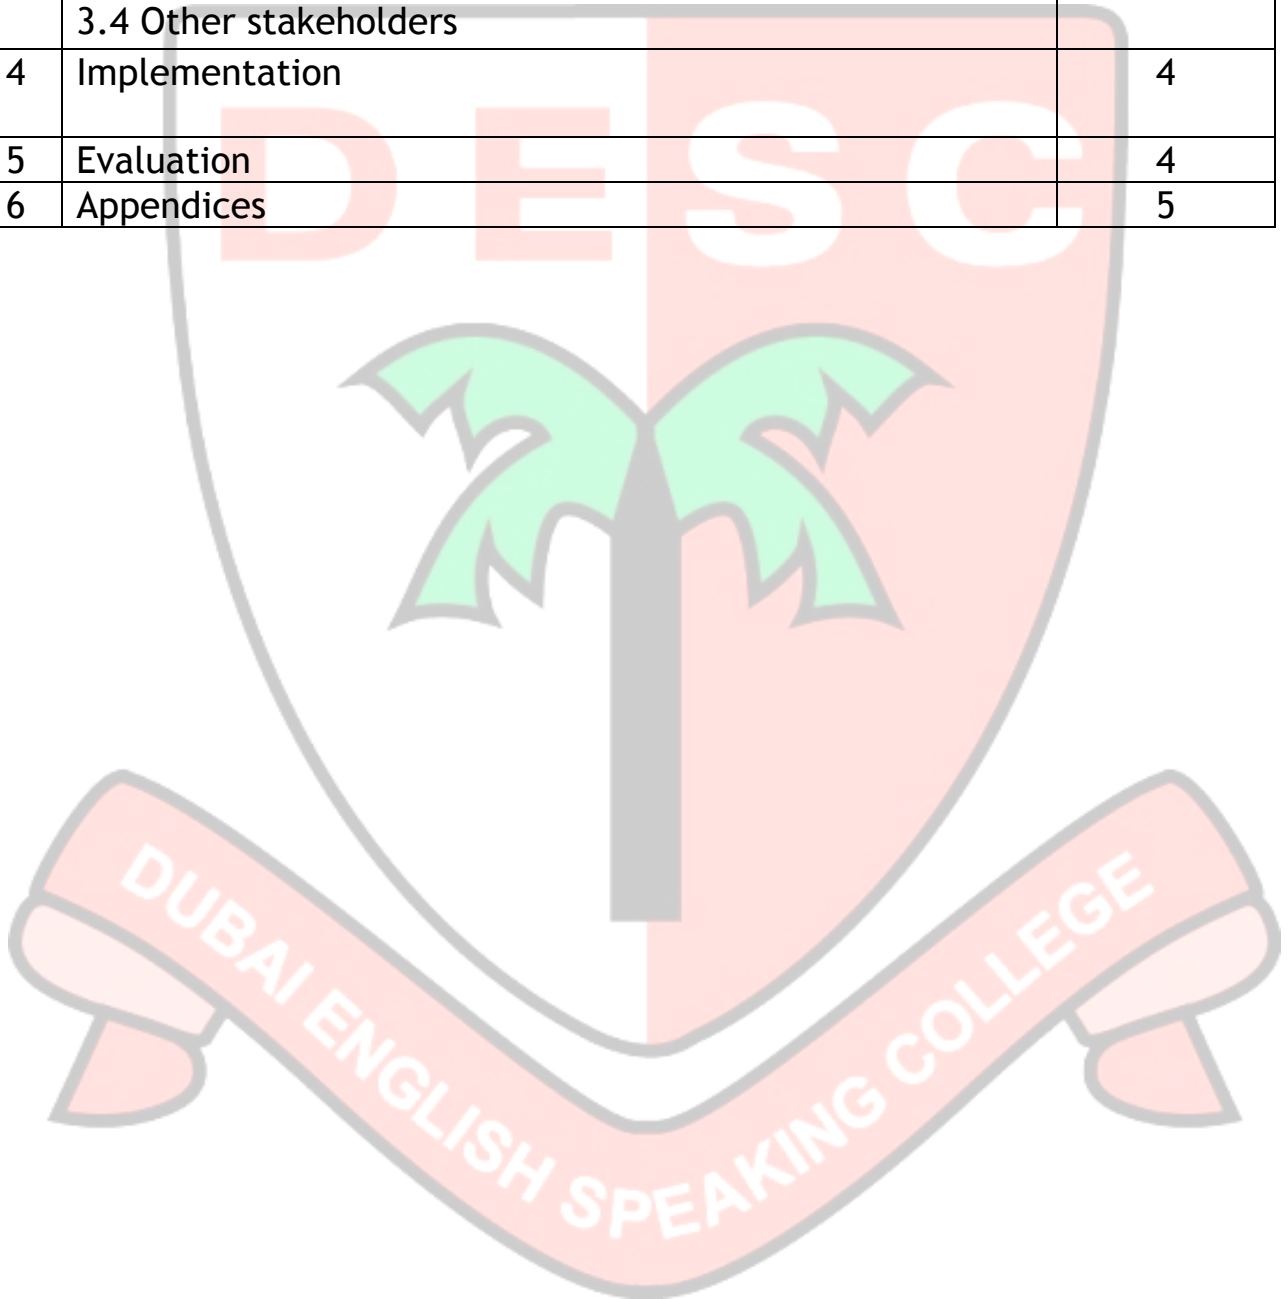 3.4 Other stakeholders
4 Implementation 4
5 Evaluation 4
6 Appendices 5
DESC
DUBAI ENGLISH SPEAKING COLLEGE